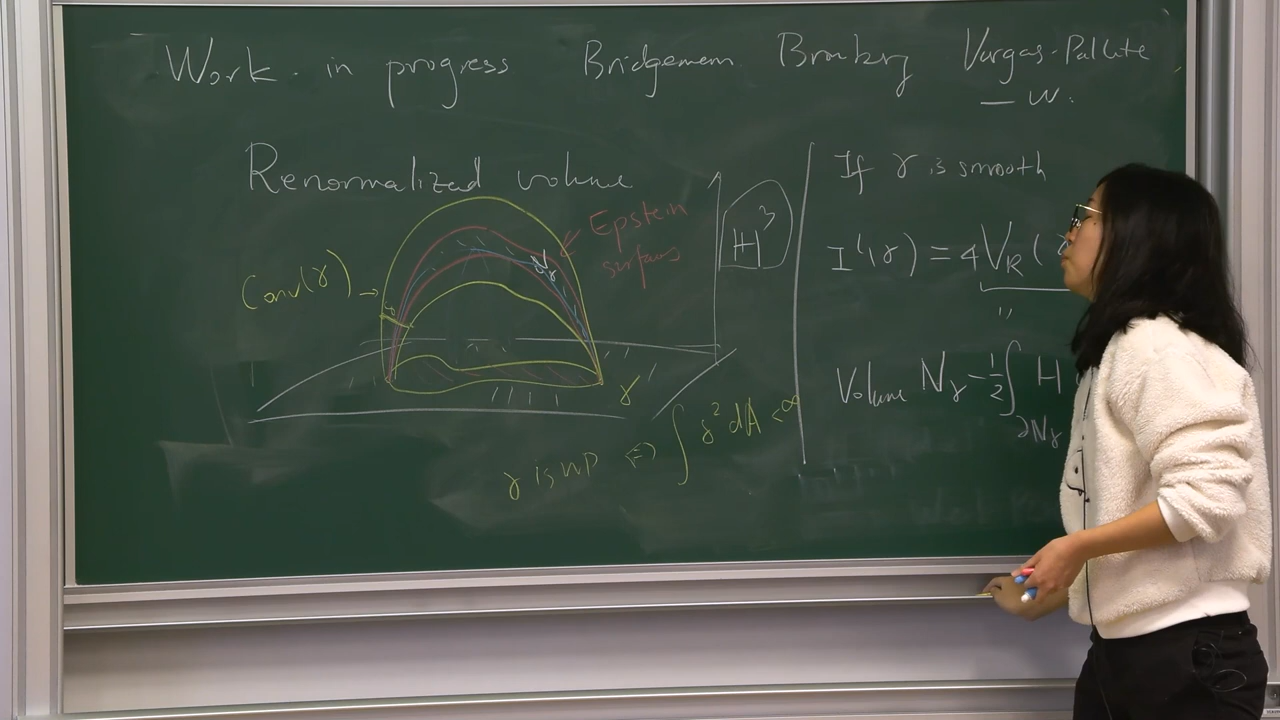 Work in progress Bridgeman Bromberg Vargas-Pallete
— W.
Renormalized volume
Epstein
surfaces
Conv(γ) →
N_γ
H³
γ
γ is WP ⇔ ∫ δ² dA < ∞
If γ is smooth
I^L(γ) = 4 V_R (
"
Volume N_γ - 1/2 ∫_{∂N_γ} H